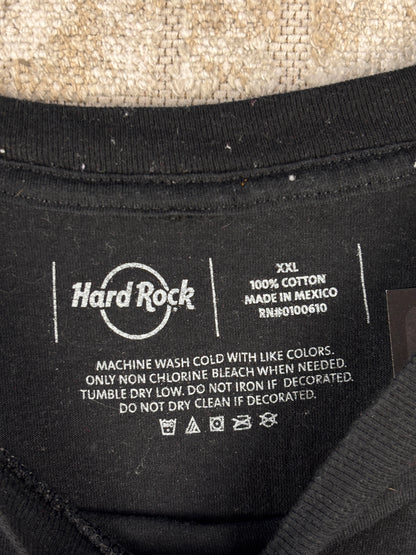 Hard Rock
XXL
100% COTTON
MADE IN MEXICO
RN#0100610
MACHINE WASH COLD WITH LIKE COLORS.
ONLY NON CHLORINE BLEACH WHEN NEEDED.
TUMBLE DRY LOW. DO NOT IRON IF DECORATED.
DO NOT DRY CLEAN IF DECORATED.